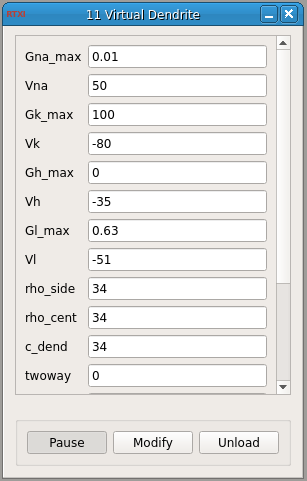 RTXI
11 Virtual Dendrite
Gna_max 0.01
Vna 50
Gk_max 100
Vk -80
Gh_max 0
Vh -35
Gl_max 0.63
Vl -51
rho_side 34
rho_cent 34
c_dend 34
twoway 0
Pause Modify Unload